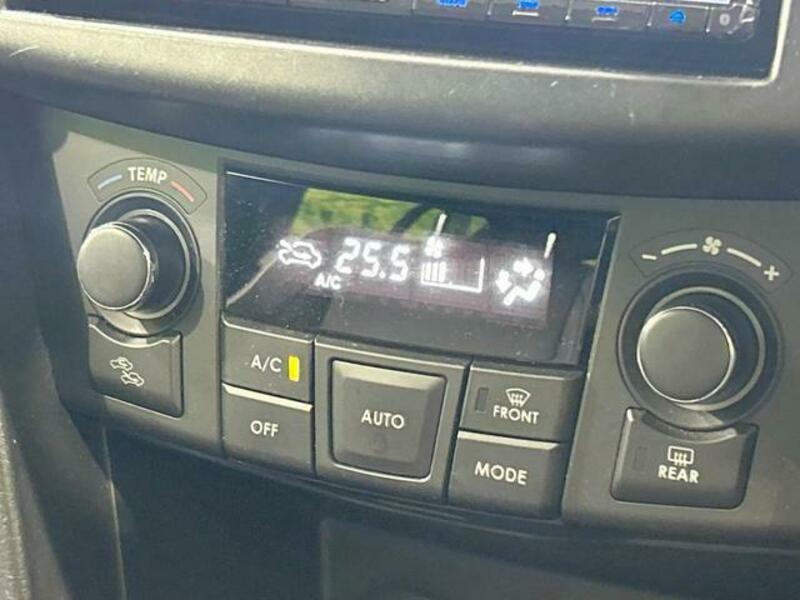 TEMP
- +
25.5
A/C
A/C
OFF
AUTO
FRONT
MODE
REAR